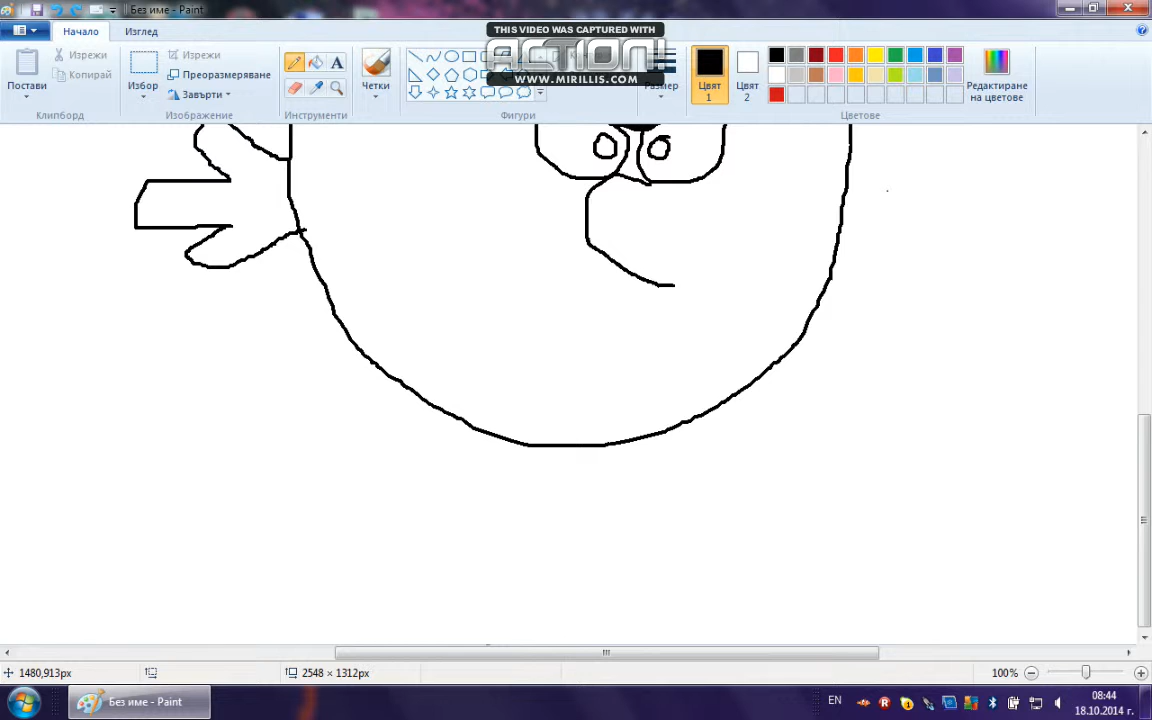 Без име - Paint
THIS VIDEO WAS CAPTURED WITH
ACTION!
WWW.MIRILLIS.COM
Начало
Изглед
Постави
Изрежи
Копирай
Клипборд
Избор
Изрежи
Преоразмеряване
Завърти
Изображение
A
Инструменти
Четки
Фигури
Размер
Цвят 1
Цвят 2
Редактиране на цветове
Цветове
1480,913px
2548 × 1312px
100%
Без име - Paint
EN
08:44
18.10.2014 г.